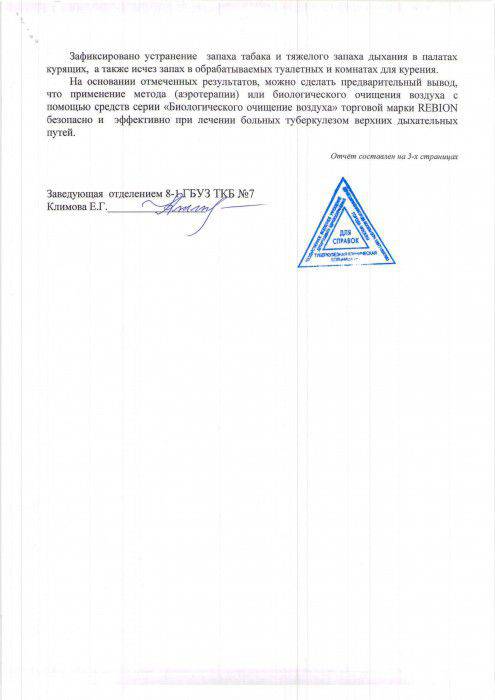 Зафиксировано устранение запаха табака и тяжелого запаха дыхания в палатах
курящих, а также исчез запах в обрабатываемых туалетных и комнатах для курения.
На основании отмеченных результатов, можно сделать предварительный вывод,
что применение метода (аэротерапии) или биологического очищения воздуха с
помощью средств серии «Биологического очищение воздуха» торговой марки REBION
безопасно и эффективно при лечении больных туберкулезом верхних дыхательных
путей.
Отчёт составлен на 3-х страницах
Заведующая отделением 8-1 ГБУЗ ТКБ №7
Климова Е.Г.
ДЛЯ
СПРАВОК
ТУБЕРКУЛЕЗНАЯ КЛИНИЧЕСКАЯ